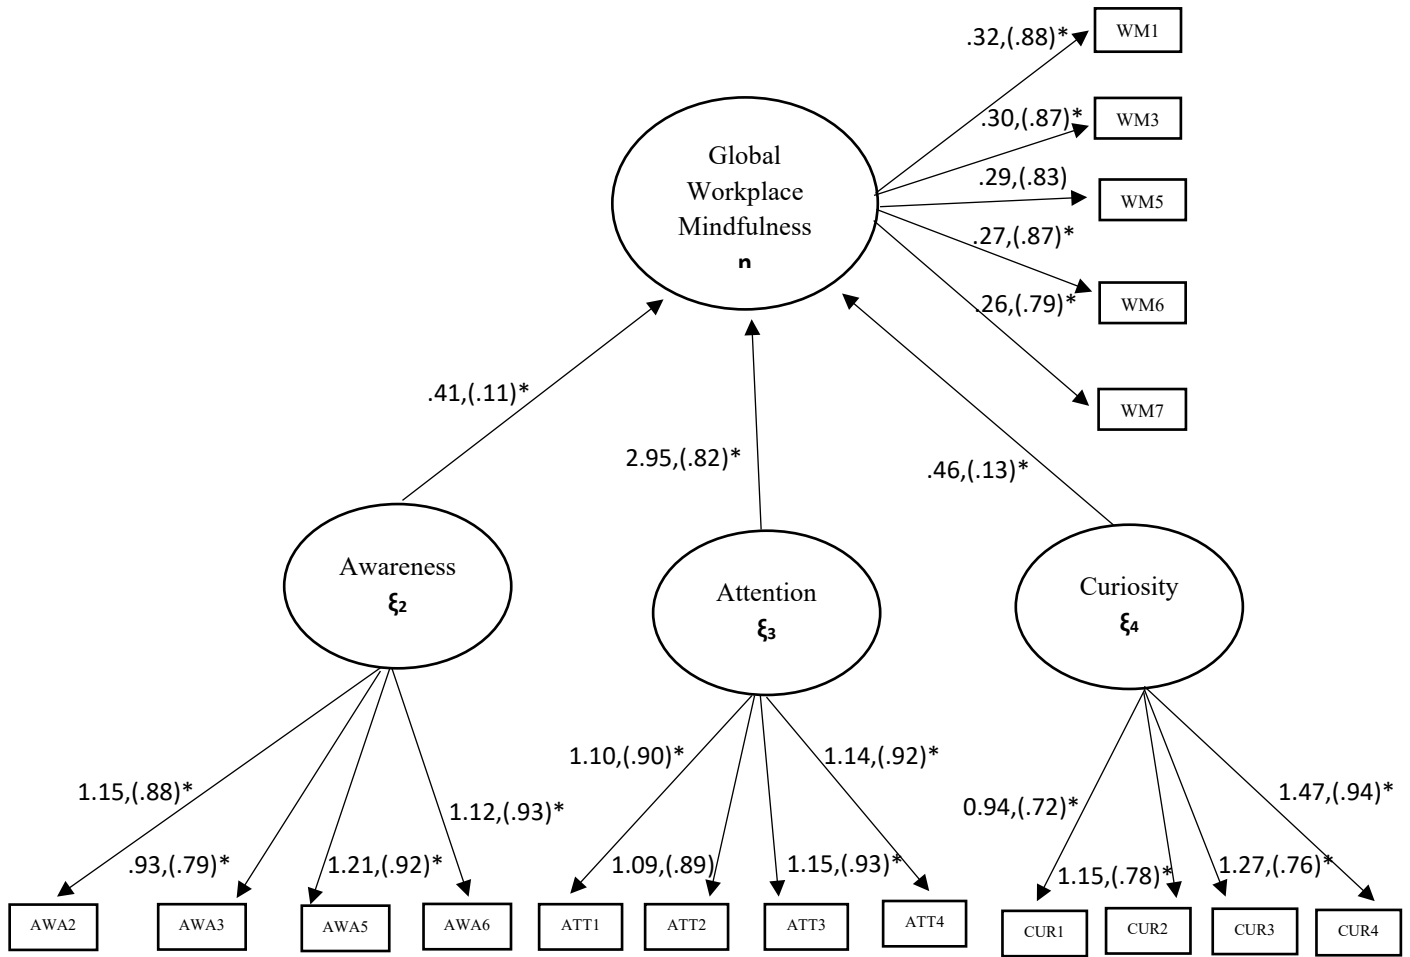 .32,(.88)*
WM1
.30,(.87)*
WM3
Global
Workplace
Mindfulness
n
.29,(.83)
WM5
.27,(.87)*
WM6
.26,(.79)*
WM7
.41,(.11)*
2.95,(.82)*
.46,(.13)*
Awareness
ξ2
Attention
ξ3
Curiosity
ξ4
1.15,(.88)*
.93,(.79)*
1.21,(.92)*
1.12,(.93)*
1.10,(.90)*
1.09,(.89)
1.15,(.93)*
1.14,(.92)*
0.94,(.72)*
1.15,(.78)*
1.27,(.76)*
1.47,(.94)*
AWA2
AWA3
AWA5
AWA6
ATT1
ATT2
ATT3
ATT4
CUR1
CUR2
CUR3
CUR4